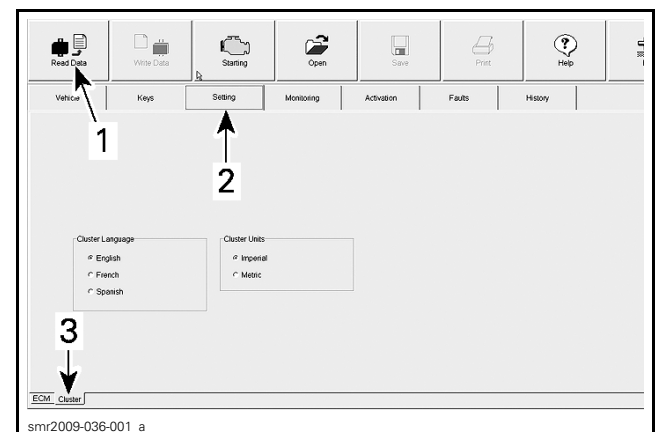 Read Data Write Data Starting Open Save Print Help
Vehicle Keys Setting Monitoring Activation Faults History
1
2
Cluster Language Cluster Units
English Imperial
French Metric
Spanish
3
ECM Cluster
smr2009-036-001_a